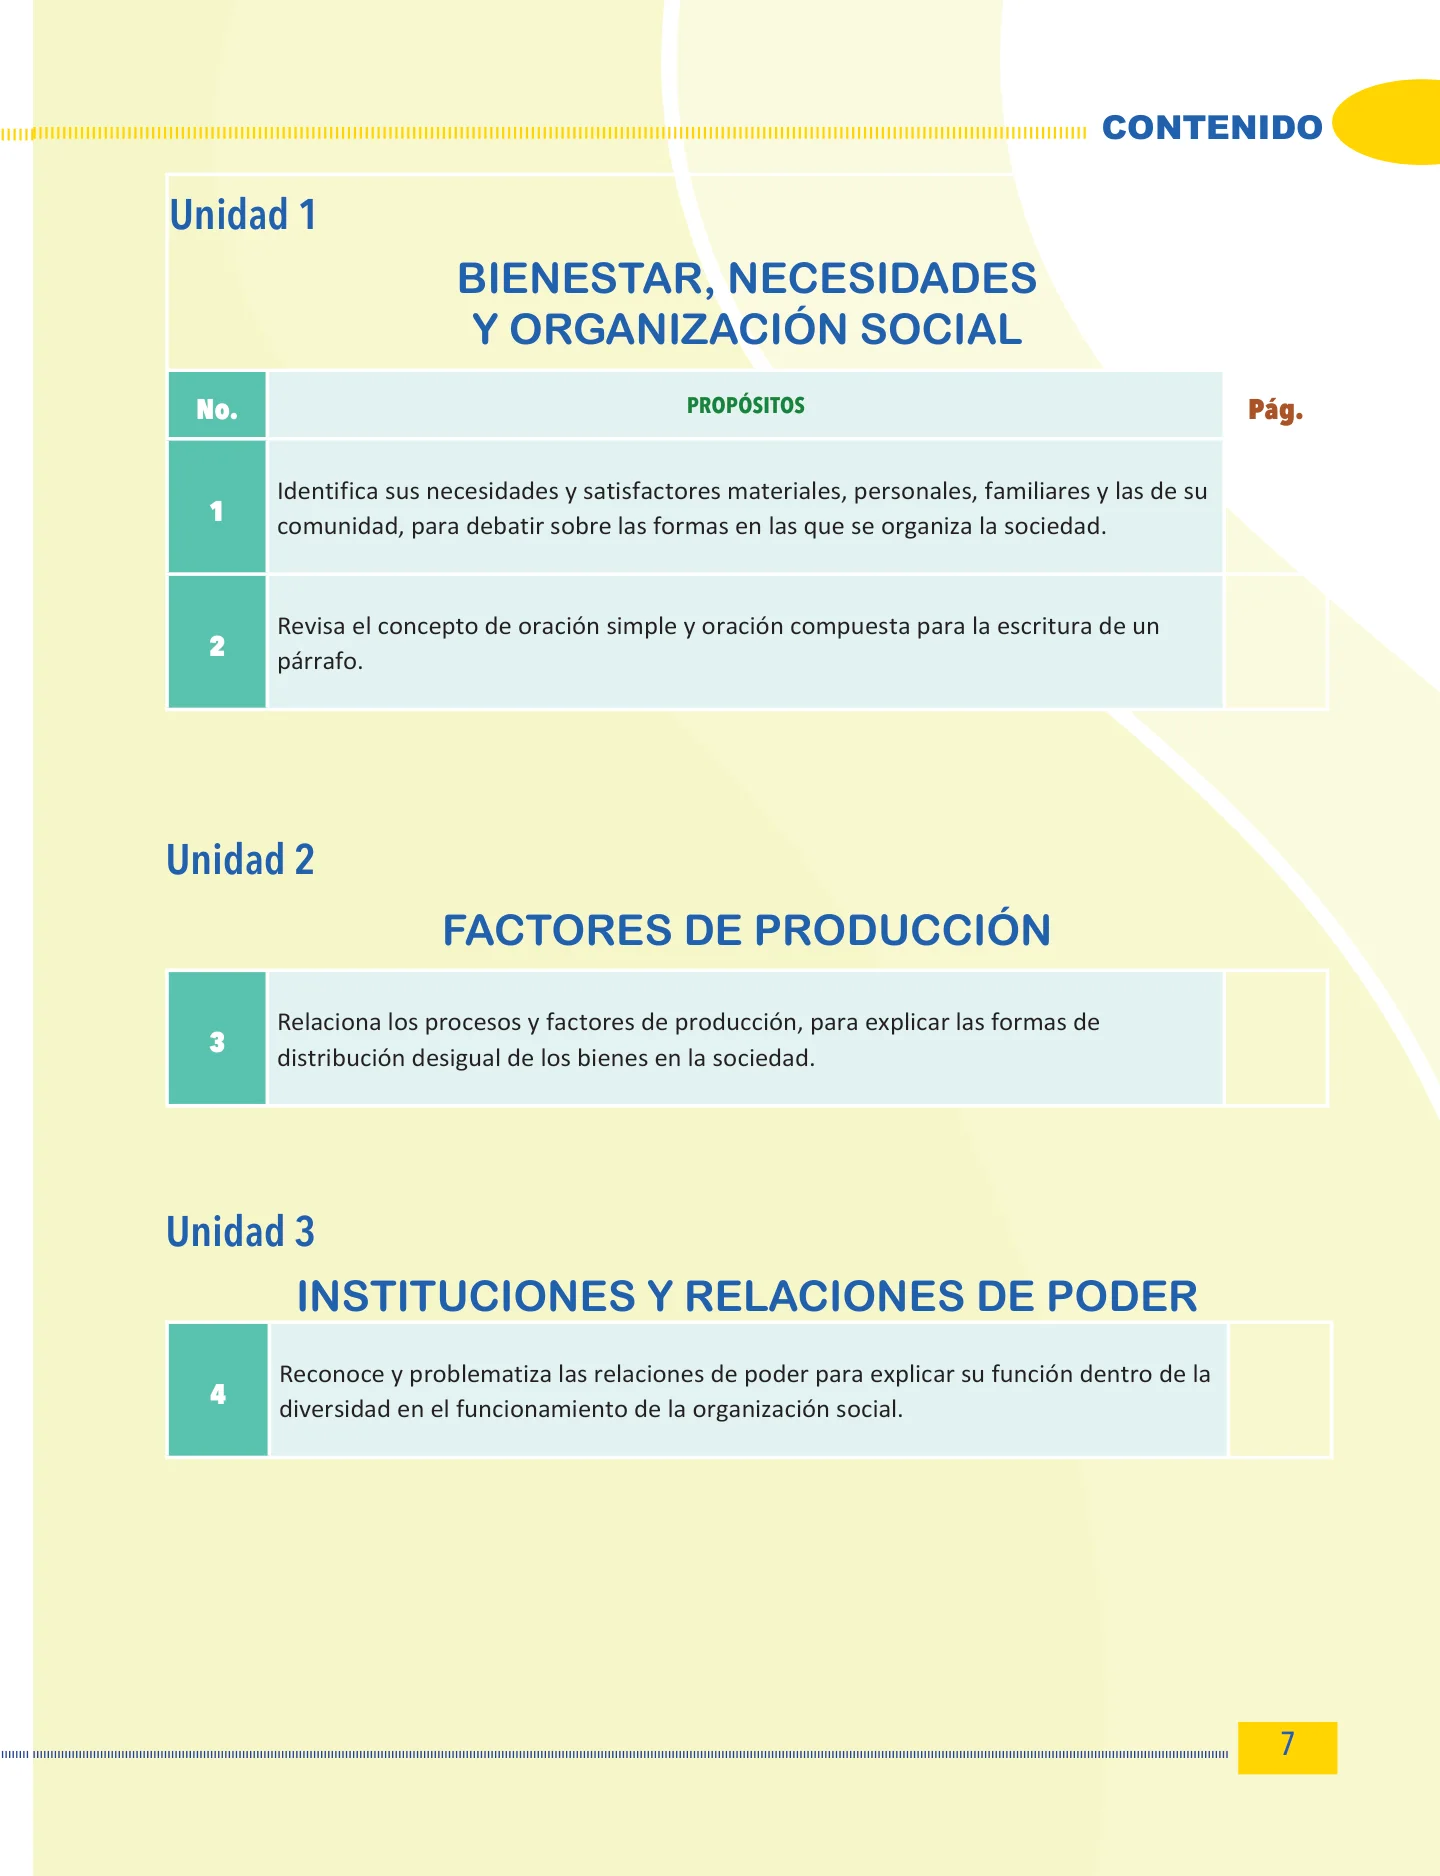 CONTENIDO
Unidad 1
BIENESTAR, NECESIDADES
Y ORGANIZACIÓN SOCIAL
No. PROPÓSITOS Pág.
1
Identifica sus necesidades y satisfactores materiales, personales, familiares y las de su
comunidad, para debatir sobre las formas en las que se organiza la sociedad.
2
Revisa el concepto de oración simple y oración compuesta para la escritura de un
párrafo.
Unidad 2
FACTORES DE PRODUCCIÓN
3
Relaciona los procesos y factores de producción, para explicar las formas de
distribución desigual de los bienes en la sociedad.
Unidad 3
INSTITUCIONES Y RELACIONES DE PODER
4
Reconoce y problematiza las relaciones de poder para explicar su función dentro de la
diversidad en el funcionamiento de la organización social.
7